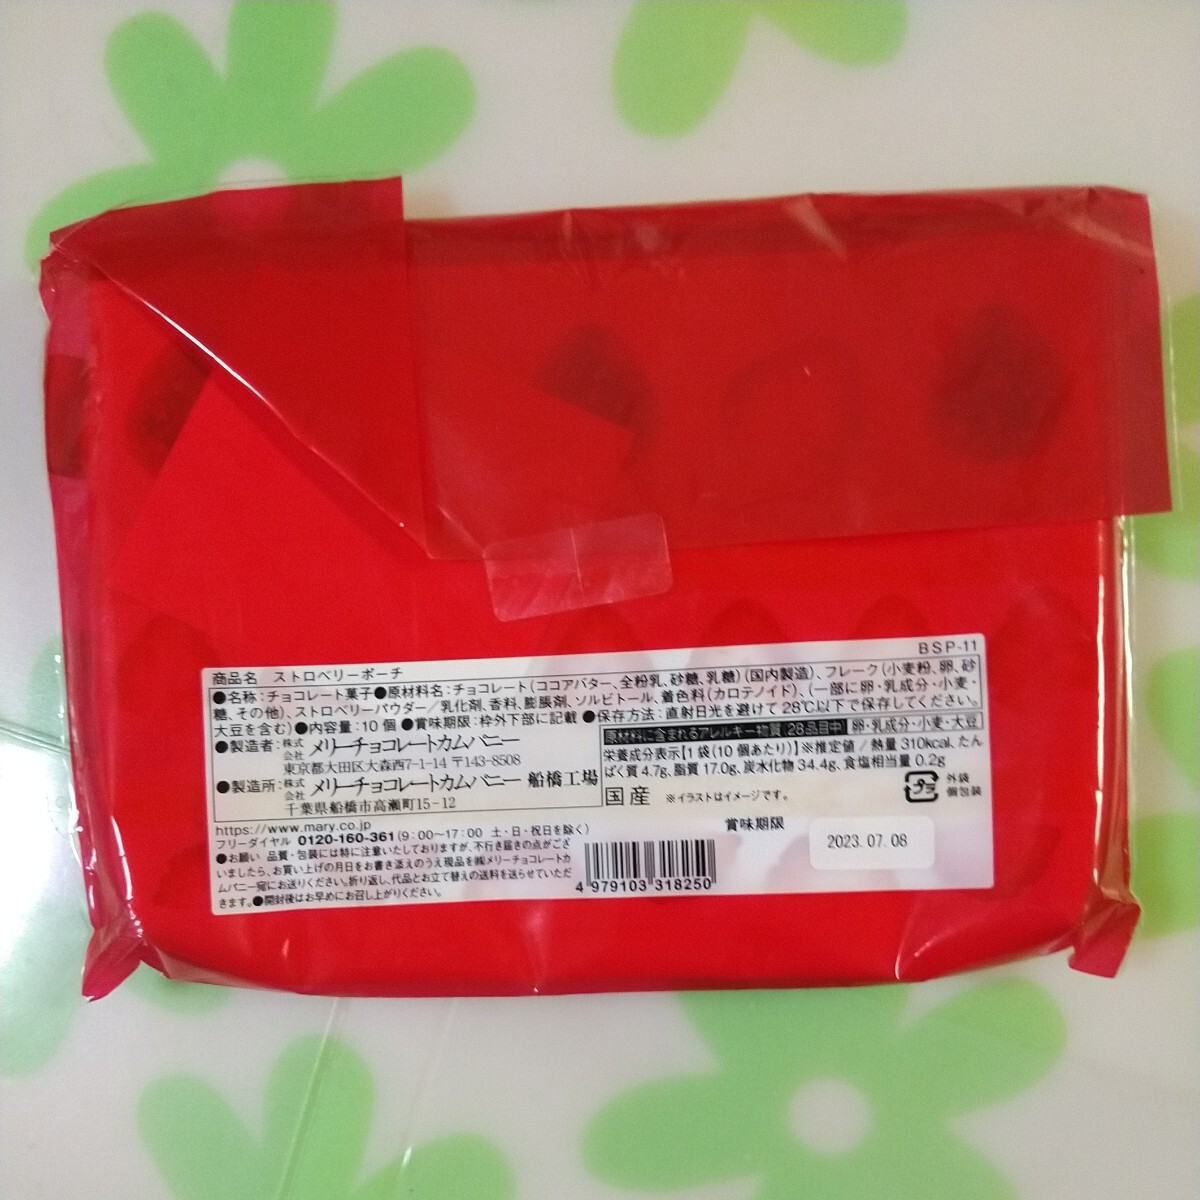 BSP-11
商品名 ストロベリーポーチ
●名称：チョコレート菓子●原材料名：チョコレート(ココアバター、全粉乳、砂糖、乳糖)(国内製造)、フレーク(小麦粉、卵、砂
糖、その他)、ストロベリーパウダー／乳化剤、香料、膨脹剤、ソルビトール、着色料(カロテノイド)、(一部に卵・乳成分・小麦・
大豆を含む)●内容量：10個 ●賞味期限：枠外下部に記載 ●保存方法：直射日光を避けて28℃以下で保存してください。
●製造者：株式会社 メリーチョコレートカムパニー
東京都大田区大森西7-1-14 〒143-8508
●製造所：株式会社 メリーチョコレートカムパニー 船橋工場
千葉県船橋市高瀬町15-12
原材料に含まれるアレルギー物質(28品目中) 卵・乳成分・小麦・大豆
栄養成分表示【1袋(10個あたり)】※推定値 / 熱量 310kcal、たん
ぱく質 4.7g、脂質 17.0g、炭水化物 34.4g、食塩相当量 0.2g
国産 ※イラストはイメージです。
プラ 外袋
個包装
https://www.mary.co.jp
フリーダイヤル 0120-160-361(9:00〜17:00 土・日・祝日を除く)
●お願い 品質・包装には特に注意いたしておりますが、不行き届きの点がござ
いましたら、お買い上げの月日をお書き添えのうえ現品を㈱メリーチョコレートカ
ムパニー宛にお送りください。折り返し、代品とお立て替えの送料を送らせていただ
きます。●開封後はお早めにお召し上がりください。
4 979103 318250
賞味期限
2023.07.08